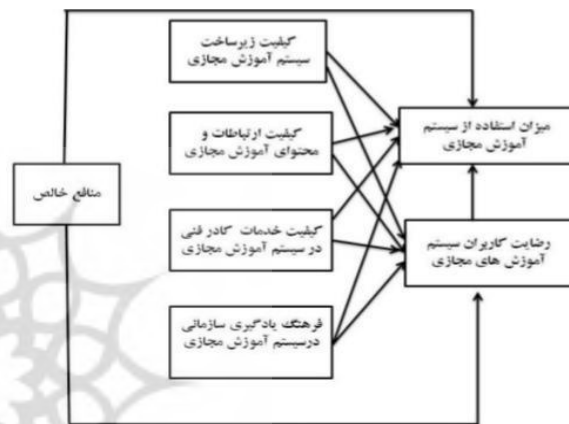 کیفیت زیرساخت
سیستم آموزش مجازی
کیفیت ارتباطات و
محتوای آموزش مجازی
کیفیت خدمات کادر فنی
در سیستم آموزش مجازی
فرهنگ یادگیری سازمانی
درسیستم آموزش مجازی
میزان استفاده از سیستم
آموزش مجازی
رضایت کاربران سیستم
آموزش های مجازی
منافع خالص